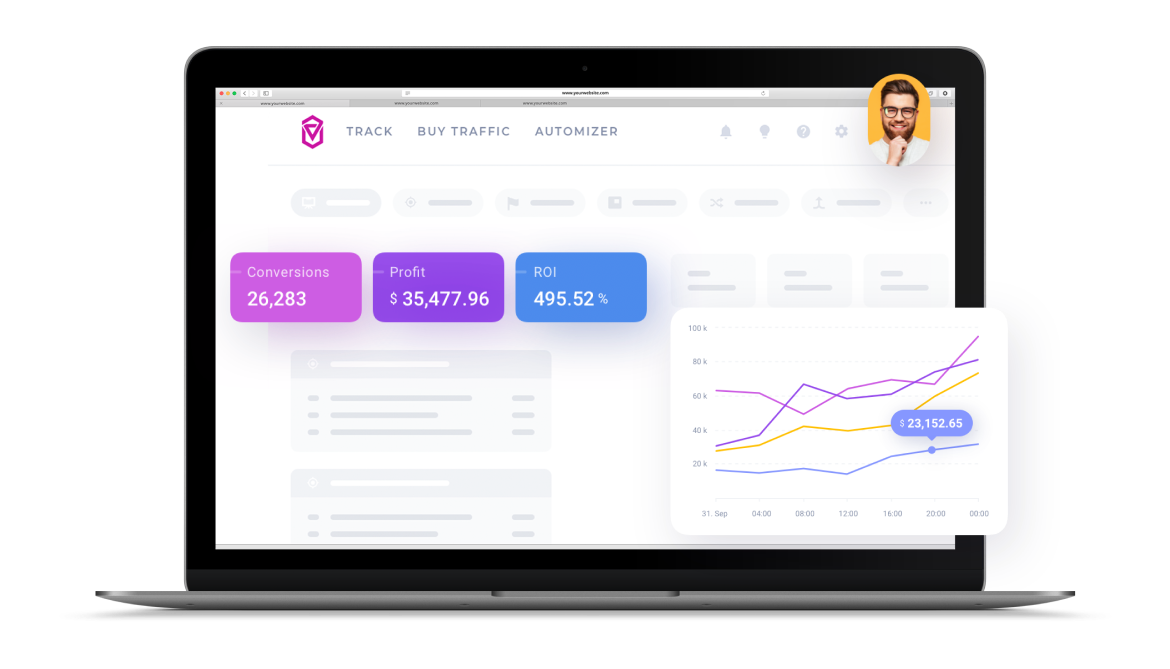 www.yourwebsite.com
www.yourwebsite.com www.yourwebsite.com www.yourwebsite.com
TRACK BUY TRAFFIC AUTOMIZER
Conversions
26,283
Profit
$ 35,477.96
ROI
495.52 %
100 k
80 k
60 k
40 k
20 k
$ 23,152.65
31. Sep 04:00 08:00 12:00 16:00 20:00 00:00